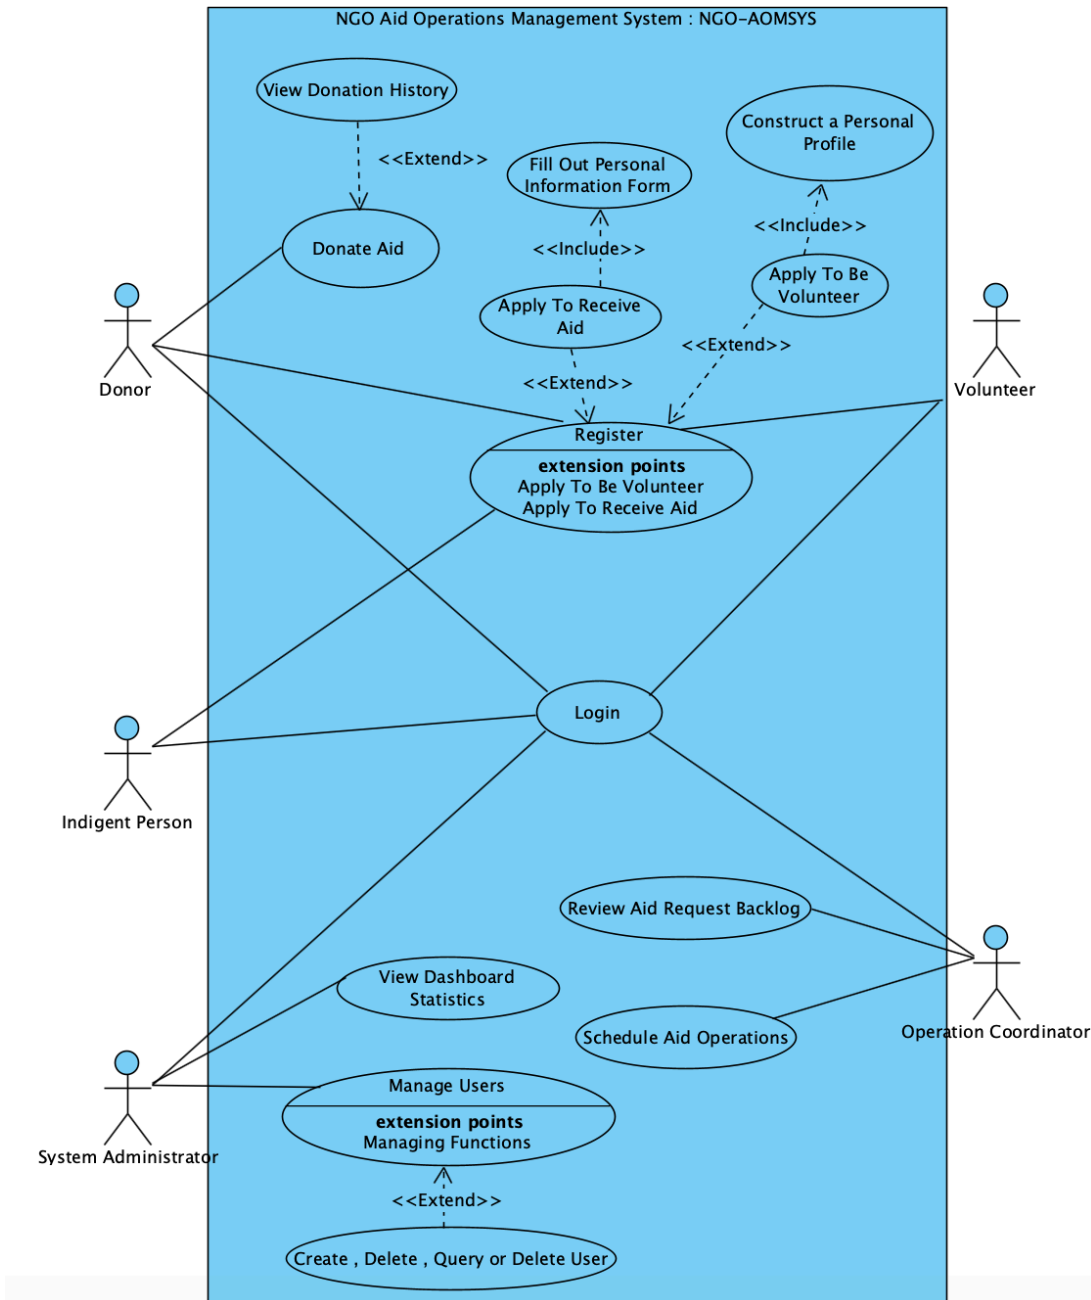 NGO Aid Operations Management System : NGO-AOMSYS
View Donation History
<<Extend>>
Donate Aid
Fill Out Personal
Information Form
<<Include>>
Apply To Receive
Aid
<<Extend>>
Construct a Personal
Profile
<<Include>>
Apply To Be
Volunteer
<<Extend>>
Donor
Volunteer
Register
extension points
Apply To Be Volunteer
Apply To Receive Aid
Login
Indigent Person
Review Aid Request Backlog
View Dashboard
Statistics
Schedule Aid Operations
Operation Coordinator
Manage Users
extension points
Managing Functions
System Administrator
<<Extend>>
Create , Delete , Query or Delete User